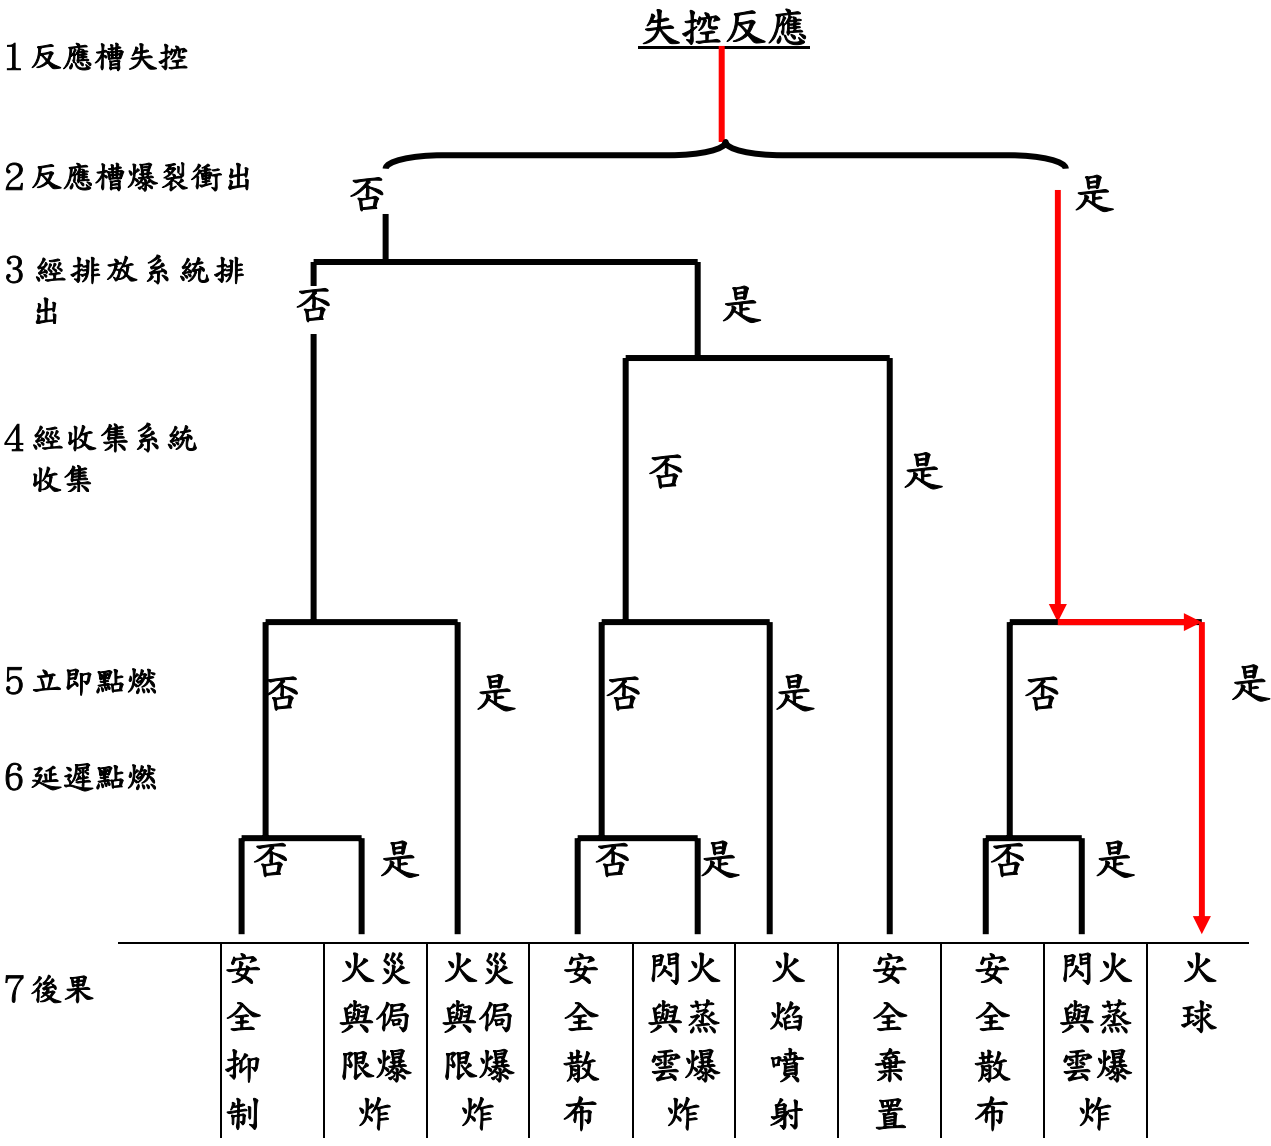 失控反應
1 反應槽失控
2 反應槽爆裂衝出
否
是
3 經排放系統排
出
否
是
4 經收集系統
收集
否
是
5 立即點燃
否
是
否
是
否
是
6 延遲點燃
否
是
否
是
否
是
7 後果
安全抑制
火災與侷限爆炸
火災與侷限爆炸
安全散布
閃火與蒸雲爆炸
火焰噴射
安全棄置
安全散布
閃火與蒸雲爆炸
火球